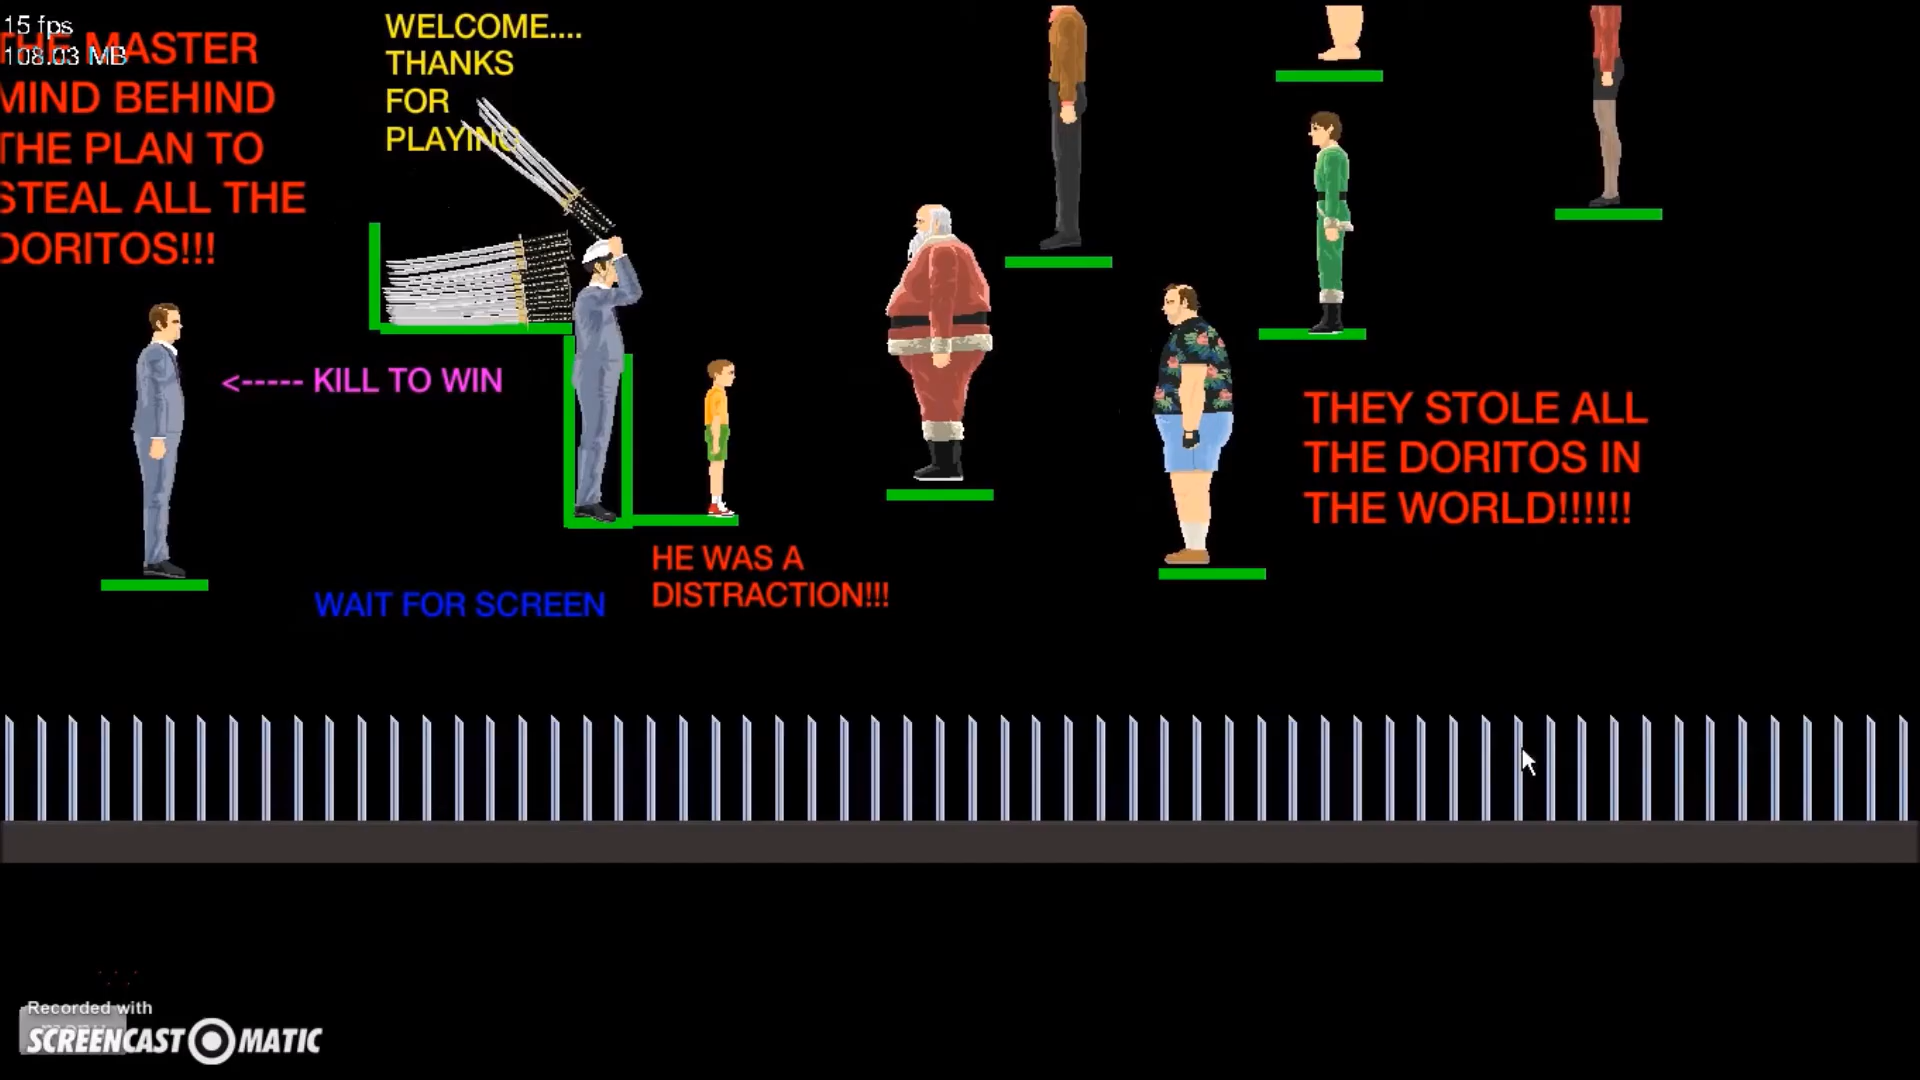 15 fps
108.03 MB
THE MASTER
MIND BEHIND
THE PLAN TO
STEAL ALL THE
DORITOS!!!
WELCOME....
THANKS
FOR
PLAYING
<----- KILL TO WIN
WAIT FOR SCREEN
HE WAS A
DISTRACTION!!!
THEY STOLE ALL
THE DORITOS IN
THE WORLD!!!!!!
Recorded with
SCREENCAST MATIC